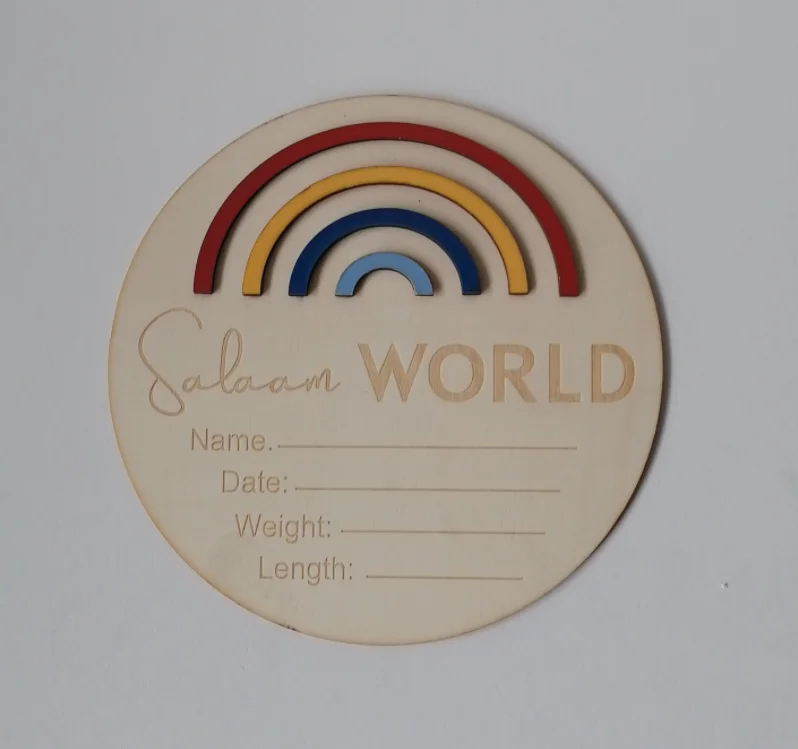 Salaam WORLD
Name.
Date:
Weight:
Length: